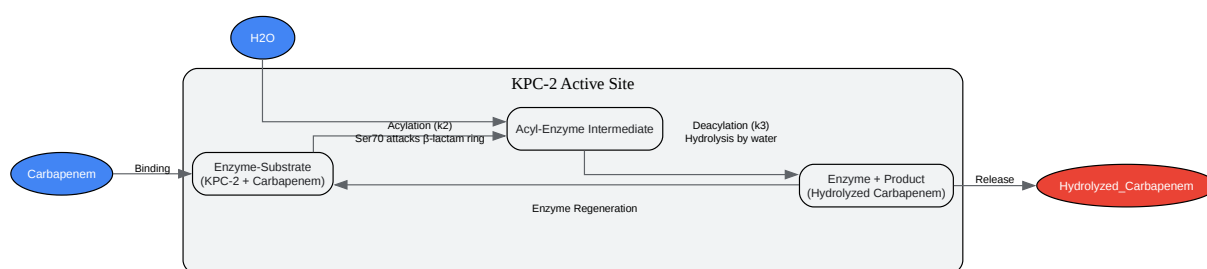 H2O
KPC-2 Active Site
Acylation (k2)
Ser70 attacks β-lactam ring
Acyl-Enzyme Intermediate
Deacylation (k3)
Hydrolysis by water
Carbapenem
Binding
Enzyme-Substrate
(KPC-2 + Carbapenem)
Enzyme + Product
(Hydrolyzed Carbapenem)
Release
Hydrolyzed_Carbapenem
Enzyme Regeneration